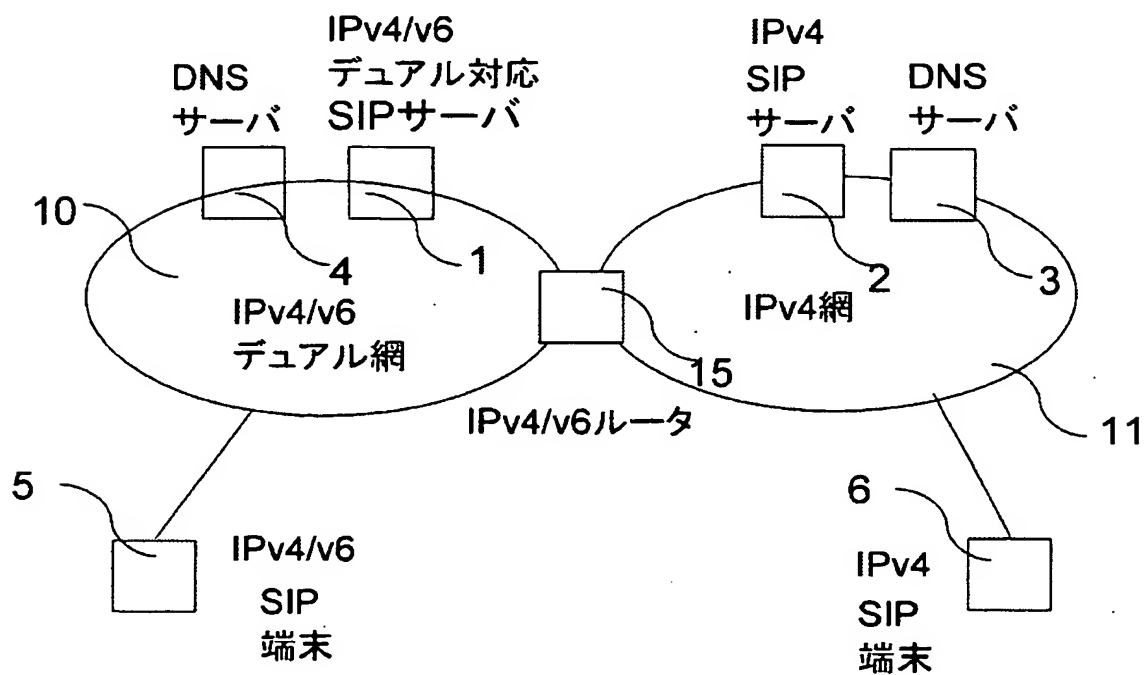 IPv4/v6
デュアル対応
SIPサーバ
DNS
サーバ
IPv4
SIP
サーバ
DNS
サーバ
10
4
1
2
3
IPv4/v6
デュアル網
IPv4網
15
IPv4/v6ルータ
11
5
IPv4/v6
SIP
端末
6
IPv4
SIP
端末